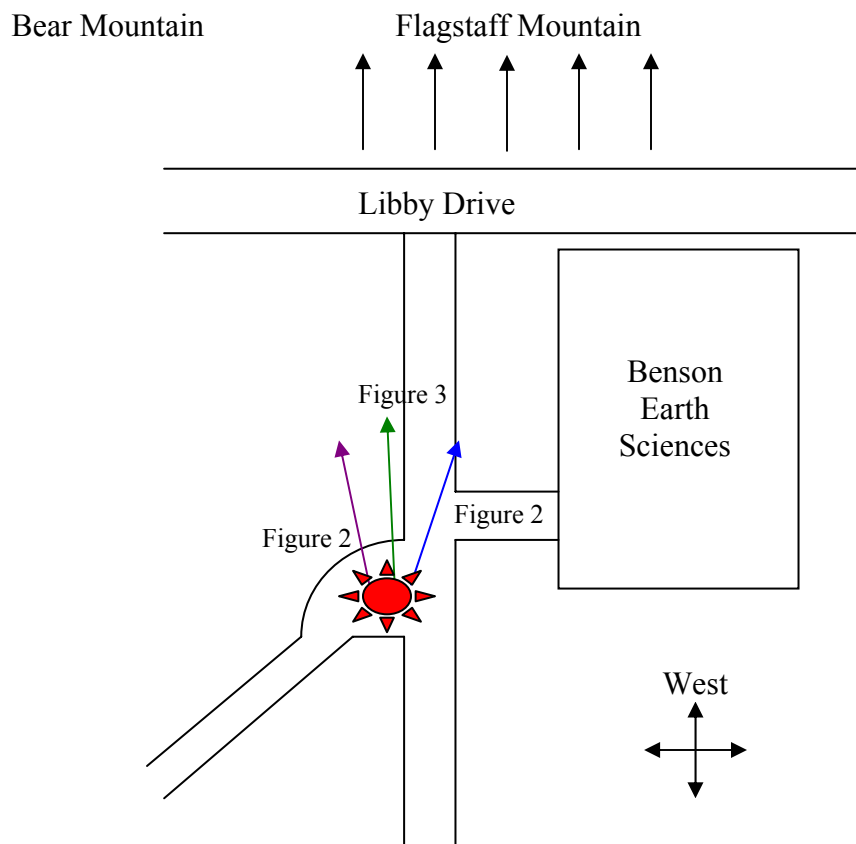 Bear Mountain
Flagstaff Mountain
Libby Drive
Benson
Earth
Sciences
Figure 3
Figure 2
Figure 2
West